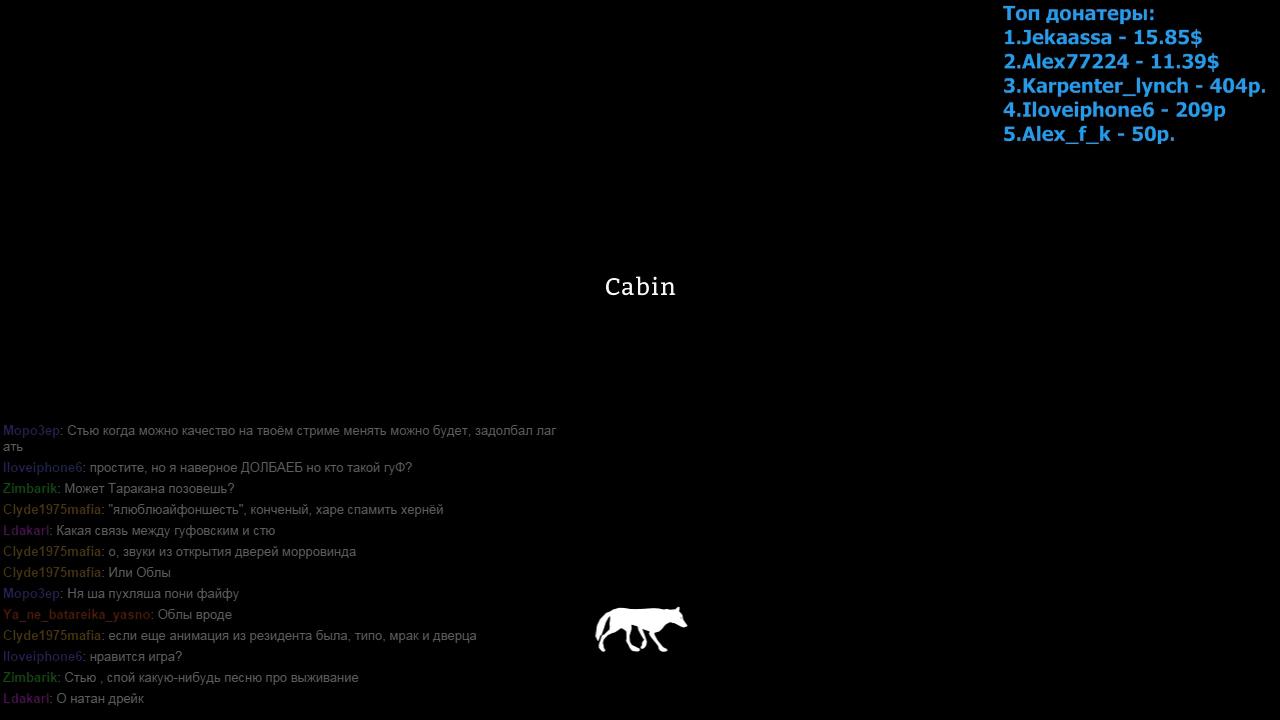 Топ донатеры:
1.Jekaassa - 15.85$
2.Alex77224 - 11.39$
3.Karpenter_lynch - 404р.
4.Iloveiphone6 - 209р
5.Alex_f_k - 50р.
Cabin
Mopo3ep: Стью когда можно качество на твоём стриме менять можно будет, задолбал лаг
ать
Iloveiphone6: простите, но я наверное ДОЛБАЕБ но кто такой гуФ?
Zimbarik: Может Таракана позовешь?
Clyde1975mafia: "ялюблюайфоншесть", конченый, харе спамить хернёй
Ldakarl: Какая связь между гуфовским и стю
Clyde1975mafia: о, звуки из открытия дверей морровинда
Clyde1975mafia: Или Облы
Mopo3ep: Ня ша пухляша пони файфу
Ya_ne_batareika_yasno: Облы вроде
Clyde1975mafia: если еще анимация из резидента была, типо, мрак и дверца
Iloveiphone6: нравится игра?
Zimbarik: Стью , спой какую-нибудь песню про выживание
Ldakarl: О натан дрейк